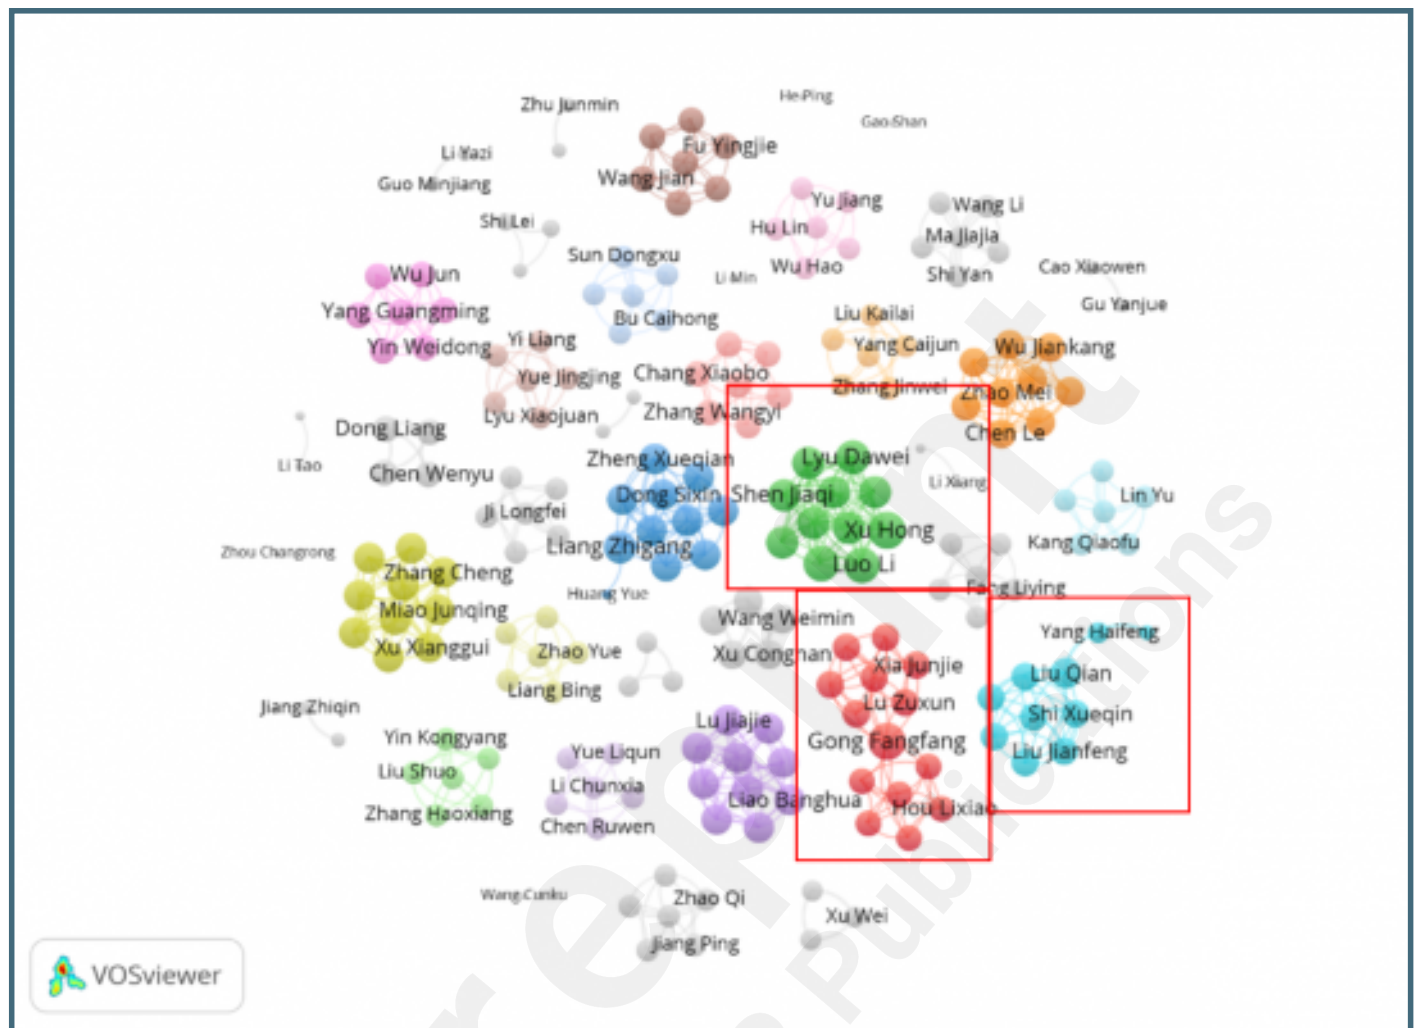 He Ping
Zhu Junmin
Gao Shan
Fu Yingjie
Li Yazi
Wang Jian
Guo Minjiang
Yu Jiang
Wang Li
Shi Lei
Hu Lin
Ma Jiajia
Sun Dongxu
Wu Hao
Cao Xiaowen
Wu Jun
Li Min
Shi Yan
Gu Yanjue
Yang Guangming
Bu Caihong
Liu Kailai
Yi Liang
Yang Caijun
Wu Jiankang
Yin Weidong
Yue Jingjing
Chang Xiaobo
Zhang Jinwei
Zhao Mei
Lyu Xiaojuan
Zhang Wangyi
Dong Liang
Chen Le
Li Tao
Zheng Xueqian
Lyu Dawei
Chen Wenyu
Li Xiang
Dong Sixin
Shen Jiaqi
Lin Yu
Ji Longfei
Xu Hong
Zhou Changrong
Liang Zhigang
Kang Qiaofu
Zhang Cheng
Luo Li
Huang Yue
Fang Liying
Miao Junqing
Wang Weimin
Yang Haifeng
Xu Xianggui
Zhao Yue
Xu Congnan
Xia Junjie
Liu Qian
Liang Bing
Lu Zuxun
Jiang Zhiqin
Lu Jiajie
Shi Xueqin
Yin Kongyang
Yue Liqun
Gong Fangfang
Liu Jianfeng
Liu Shuo
Li Chunxia
Zhang Haoxiang
Chen Ruwen
Liao Banghua
Hou Lixiao
Wang Cunku
Zhao Qi
Xu Wei
Jiang Ping
VOSviewer